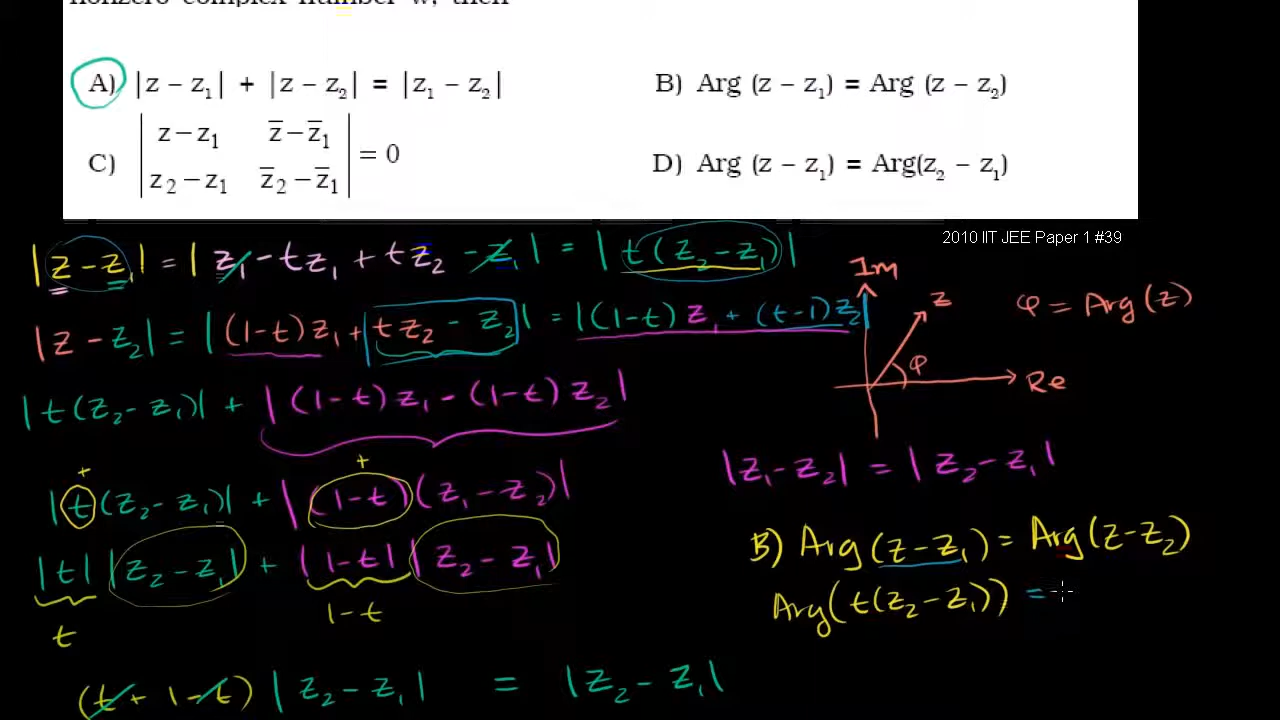 nonzero complex number w, then
A) |z − z₁| + |z − z₂| = |z₁ − z₂|
B) Arg (z − z₁) = Arg (z − z₂)
C) | z−z₁ z̅−z̅₁ |
| z₂−z₁ z̅₂−z̅₁ | = 0
D) Arg (z − z₁) = Arg(z₂ − z₁)
2010 IIT JEE Paper 1 #39
|z − z₁| = |z₁ − tz₁ + tz₂ − z₁| = |t(z₂ − z₁)|
|z − z₂| = |(1−t)z₁ + tz₂ − z₂| = |(1−t)z₁ + (t−1)z₂|
Im
z
φ = Arg(z)
φ
Re
|t(z₂ − z₁)| + |(1−t)z₁ − (1−t)z₂|
+ +
|t(z₂ − z₁)| + |(1−t)(z₁ − z₂)|
|t||z₂ − z₁| + |1−t||z₂ − z₁|
t 1−t
(t + 1 − t)|z₂ − z₁| = |z₂ − z₁|
|z₁ − z₂| = |z₂ − z₁|
B) Arg(z − z₁) = Arg(z − z₂)
Arg(t(z₂ − z₁)) =